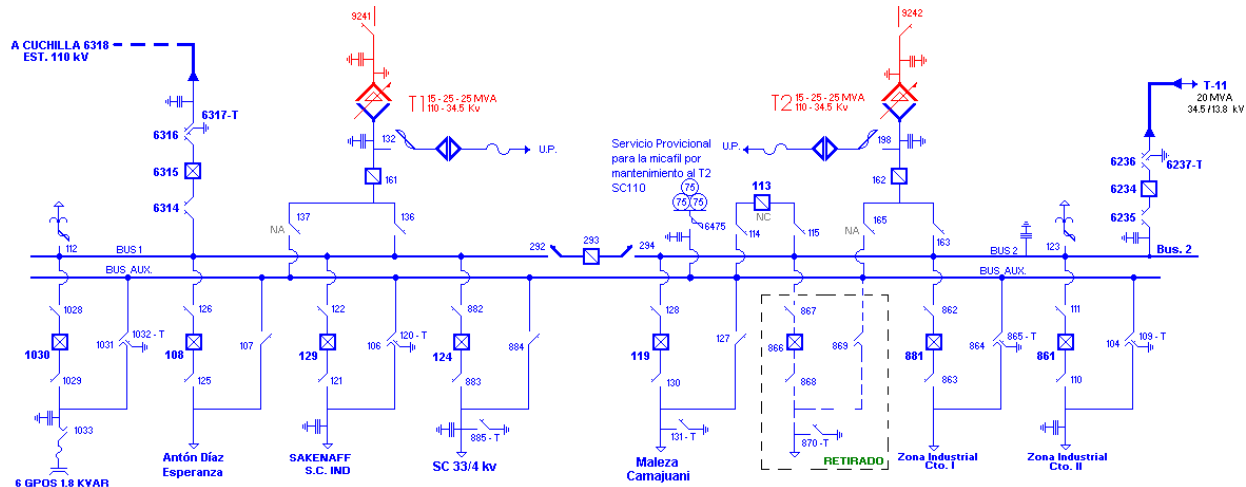 9241
9242
A CUCHILLA 6318
EST. 110 kV
6317-T
6316
6315
6314
T1 15 - 25 - 25 MVA
110 - 34.5 Kv
132
U.P.
161
137
136
NA
T2 15 - 25 - 25 MVA
110 - 34.5 Kv
198
U.P.
162
165
163
NA
Servicio Provicional
para la micafil por
mantenimiento al T2
SC110
75
75 75
6475
113
NC
114
115
T-11
20 MVA
34.5 /13.8 kV
6236
6237-T
6234
6235
112
BUS 1
292
293
294
BUS 2
123
Bus. 2
BUS AUX.
BUS AUX.
1028
1030
1029
1031
1032 - T
1033
6 GPOS 1.8 KVAR
126
108
125
107
Antón Díaz
Esperanza
122
129
121
106
120 - T
SAKENAFF
S.C. IND
882
124
883
884
885 - T
SC 33/4 kv
128
119
130
127
131 - T
Maleza
Camajuani
867
866
868
869
870 - T
RETIRADO
862
881
863
864
865 - T
Zona Industrial
Cto. I
111
861
110
104
109 - T
Zona Industrial
Cto. II